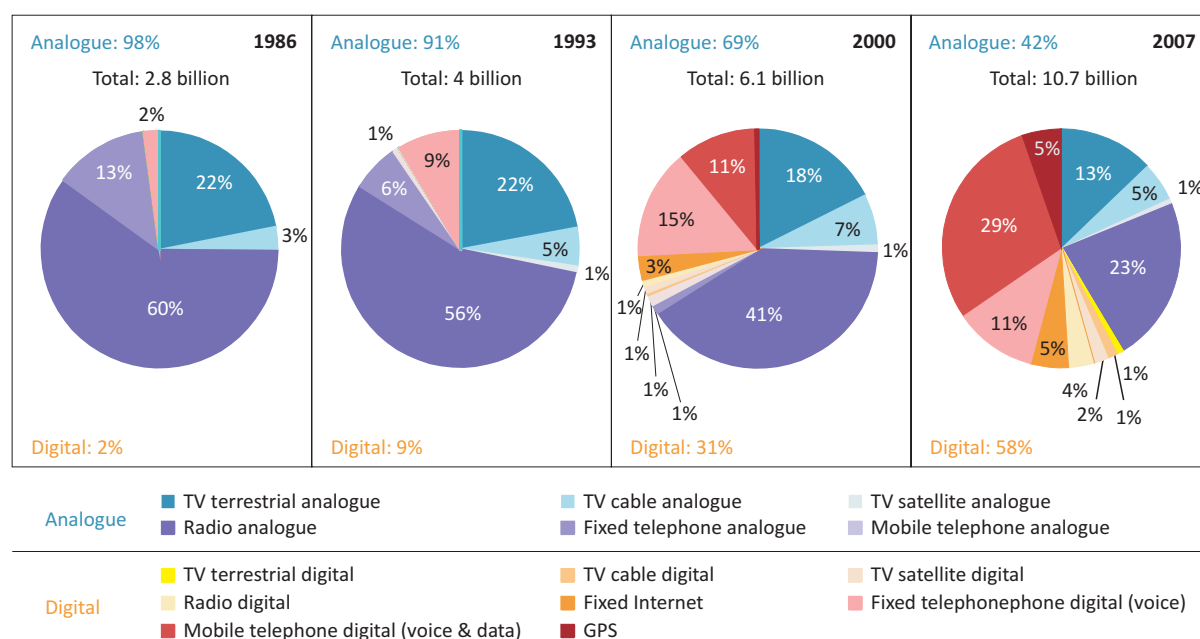 Analogue: 98% 1986
Total: 2.8 billion
2%
13%
22%
3%
60%
Digital: 2%
Analogue: 91% 1993
Total: 4 billion
1%
9%
6%
22%
5%
1%
56%
Digital: 9%
Analogue: 69% 2000
Total: 6.1 billion
11%
18%
15%
7%
1%
3%
1%
41%
1%
1%
1%
Digital: 31%
Analogue: 42% 2007
Total: 10.7 billion
5%
13%
5%
1%
29%
23%
11%
5%
1%
4%
2%
1%
Digital: 58%
Analogue
TV terrestrial analogue TV cable analogue TV satellite analogue
Radio analogue Fixed telephone analogue Mobile telephone analogue
Digital
TV terrestrial digital TV cable digital TV satellite digital
Radio digital Fixed Internet Fixed telephonephone digital (voice)
Mobile telephone digital (voice & data) GPS